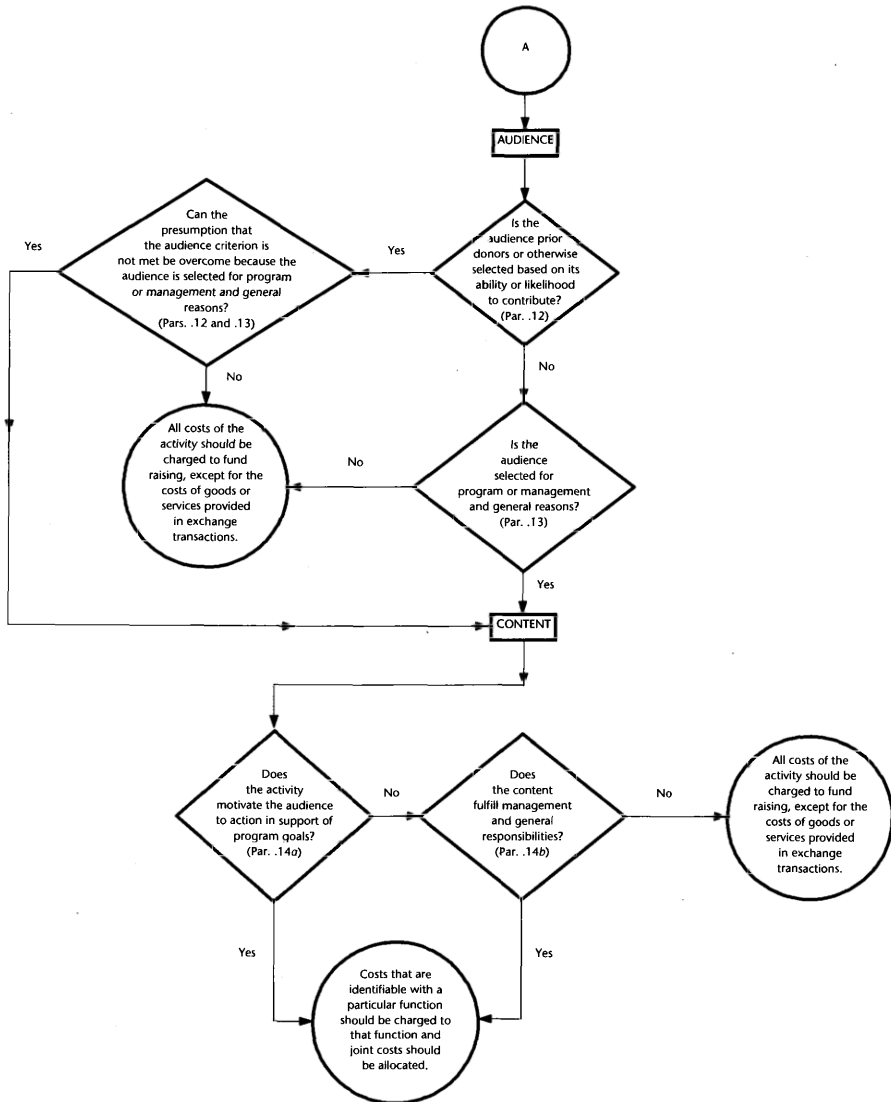 A
AUDIENCE
Is the
audience prior
donors or otherwise
selected based on its
ability or likelihood
to contribute?
(Par. .12)
Yes
Can the
presumption that
the audience criterion is
not met be overcome because the
audience is selected for program
or management and general
reasons?
(Pars. .12 and .13)
Yes
No
No
All costs of the
activity should be
charged to fund
raising, except for the
costs of goods or
services provided
in exchange
transactions.
No
Is the
audience
selected for
program or management
and general reasons?
(Par. .13)
Yes
CONTENT
Does
the activity
motivate the audience
to action in support of
program goals?
(Par. .14a)
No
Does
the content
fulfill management
and general
responsibilities?
(Par. .14b)
No
All costs of the
activity should be
charged to fund
raising, except for the
costs of goods or
services provided
in exchange
transactions.
Yes
Yes
Costs that are
identifiable with a
particular function
should be charged to
that function and
joint costs should
be allocated.